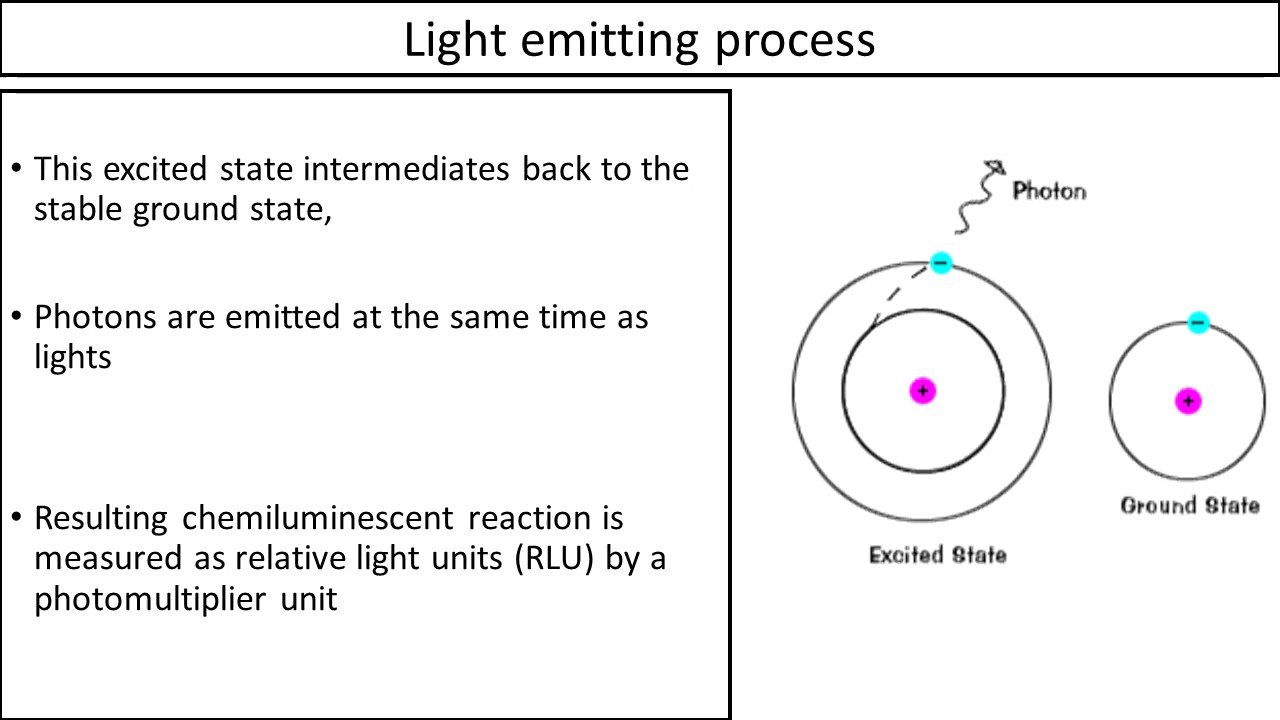 Light emitting process
• This excited state intermediates back to the
stable ground state,
• Photons are emitted at the same time as
lights
• Resulting chemiluminescent reaction is
measured as relative light units (RLU) by a
photomultiplier unit
Photon
−
+
Excited State
−
+
Ground State